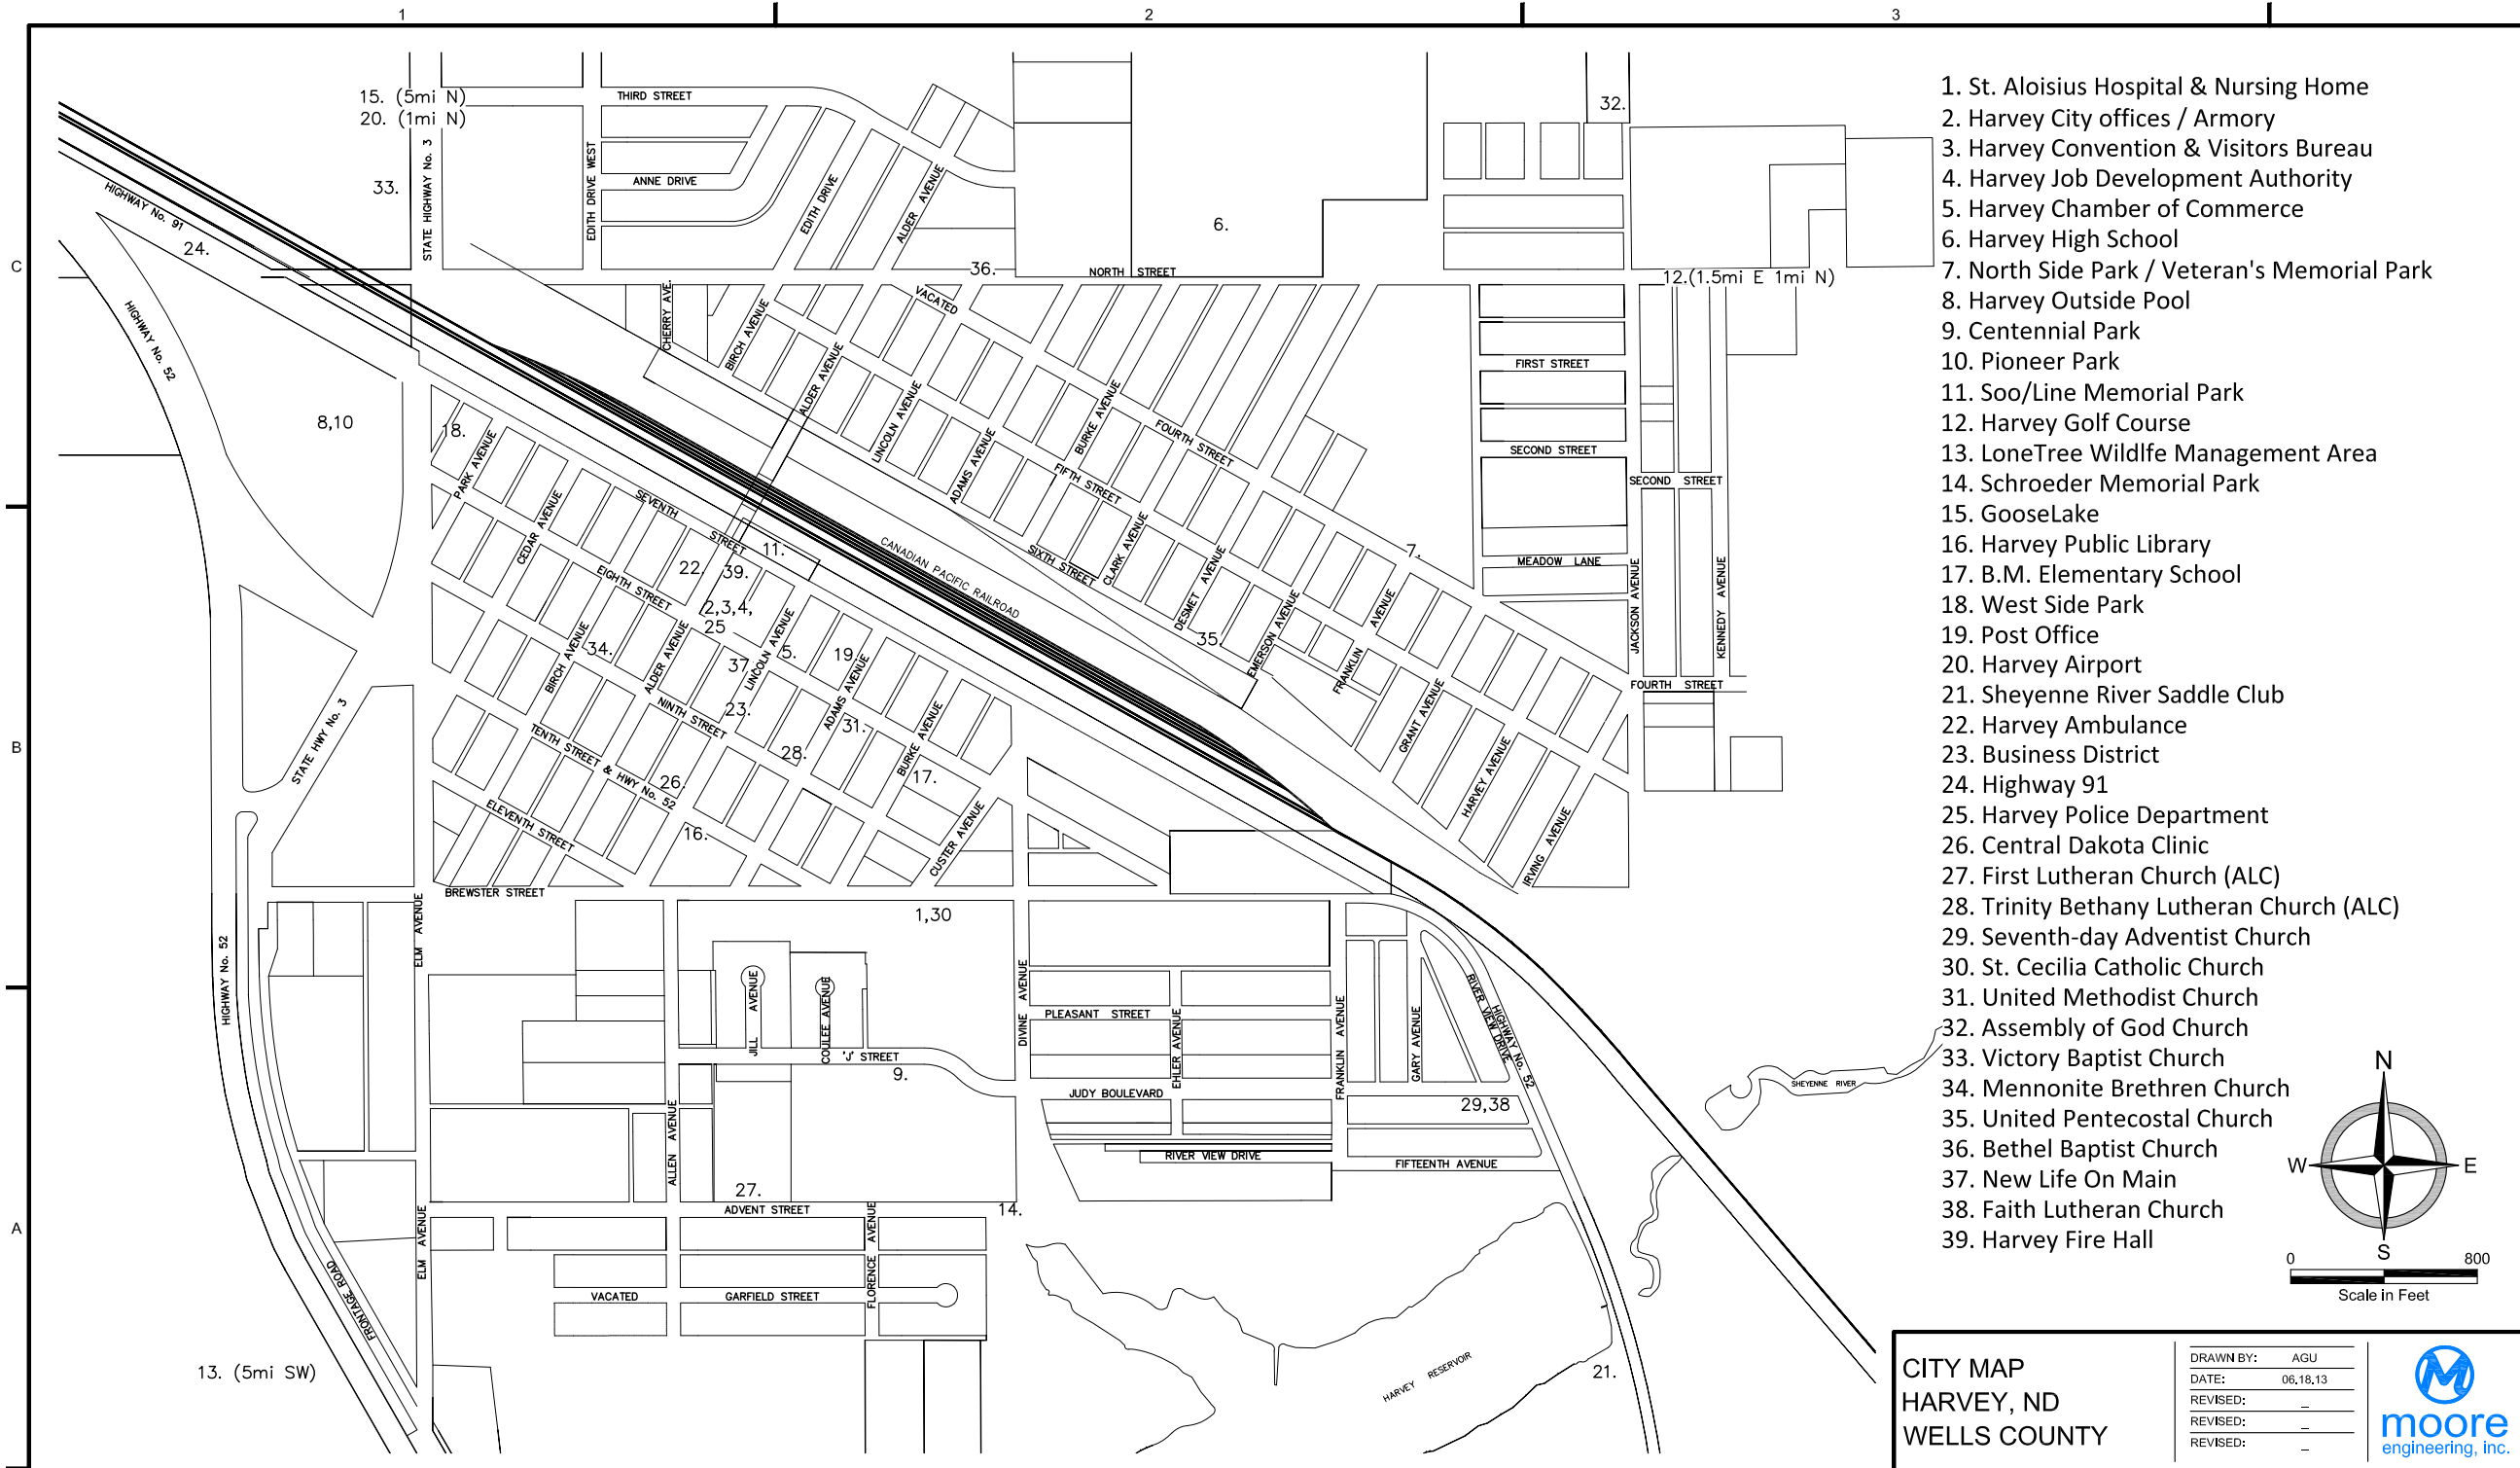 1
2
3
C
B
A
15. (5mi N)
20. (1mi N)
33.
24.
HIGHWAY No. 91
HIGHWAY No. 52
STATE HIGHWAY No. 3
THIRD STREET
EDITH DRIVE WEST
ANNE DRIVE
EDITH DRIVE
ALDER AVENUE
6.
32.
36.
NORTH STREET
12.(1.5mi E 1mi N)
VACATED
CHERRY AVE.
BIRCH AVENUE
ALDER AVENUE
LINCOLN AVENUE
ADAMS AVENUE
BURKE AVENUE
FOURTH STREET
FIFTH STREET
SIXTH STREET
CLARK AVENUE
DESMET AVENUE
EMERSON AVENUE
FRANKLIN AVENUE
GRANT AVENUE
HARVEY AVENUE
IRVING AVENUE
7.
35.
FIRST STREET
SECOND STREET
SECOND STREET
MEADOW LANE
JACKSON AVENUE
KENNEDY AVENUE
FOURTH STREET
8,10
18.
PARK AVENUE
CEDAR AVENUE
SEVENTH STREET
11.
22.
39.
2,3,4,
25
CANADIAN PACIFIC RAILROAD
EIGHTH STREET
BIRCH AVENUE
34.
ALDER AVENUE
37.
LINCOLN AVENUE
5.
19.
ADAMS AVENUE
23.
NINTH STREET
28.
31.
BURKE AVENUE
17.
TENTH STREET & HWY No. 52
26.
ELEVENTH STREET
16.
CUSTER AVENUE
STATE HWY No. 3
BREWSTER STREET
ELM AVENUE
HIGHWAY No. 52
1,30
JILL AVENUE
COULEE AVENUE
'J' STREET
9.
DIVINE AVENUE
PLEASANT STREET
EHLER AVENUE
JUDY BOULEVARD
FRANKLIN AVENUE
GARY AVENUE
RIVER VIEW DRIVE
HIGHWAY No. 52
29,38
RIVER VIEW DRIVE
FIFTEENTH AVENUE
ALLEN AVENUE
27.
ADVENT STREET
14.
ELM AVENUE
FLORENCE AVENUE
VACATED
GARFIELD STREET
FRONTAGE ROAD
13. (5mi SW)
HARVEY RESERVOIR
21.
SHEYENNE RIVER
1. St. Aloisius Hospital & Nursing Home
2. Harvey City offices / Armory
3. Harvey Convention & Visitors Bureau
4. Harvey Job Development Authority
5. Harvey Chamber of Commerce
6. Harvey High School
7. North Side Park / Veteran's Memorial Park
8. Harvey Outside Pool
9. Centennial Park
10. Pioneer Park
11. Soo/Line Memorial Park
12. Harvey Golf Course
13. LoneTree Wildlfe Management Area
14. Schroeder Memorial Park
15. GooseLake
16. Harvey Public Library
17. B.M. Elementary School
18. West Side Park
19. Post Office
20. Harvey Airport
21. Sheyenne River Saddle Club
22. Harvey Ambulance
23. Business District
24. Highway 91
25. Harvey Police Department
26. Central Dakota Clinic
27. First Lutheran Church (ALC)
28. Trinity Bethany Lutheran Church (ALC)
29. Seventh-day Adventist Church
30. St. Cecilia Catholic Church
31. United Methodist Church
32. Assembly of God Church
33. Victory Baptist Church
34. Mennonite Brethren Church
35. United Pentecostal Church
36. Bethel Baptist Church
37. New Life On Main
38. Faith Lutheran Church
39. Harvey Fire Hall
N
W
E
S
0 800
Scale in Feet
CITY MAP
HARVEY, ND
WELLS COUNTY
DRAWN BY: AGU
DATE: 06.18.13
REVISED: _
REVISED: _
REVISED: _
moore
engineering, inc.